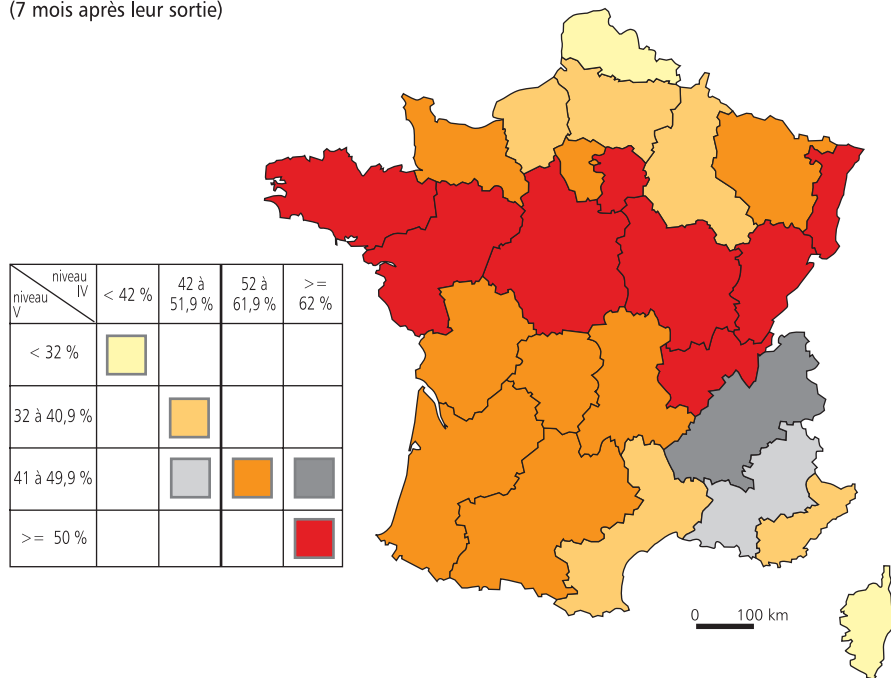 (7 mois après leur sortie)
niveau
IV
niveau
V
< 42 %
42 à
51,9 %
52 à
61,9 %
>=
62 %
< 32 %
32 à 40,9 %
41 à 49,9 %
>= 50 %
0 100 km